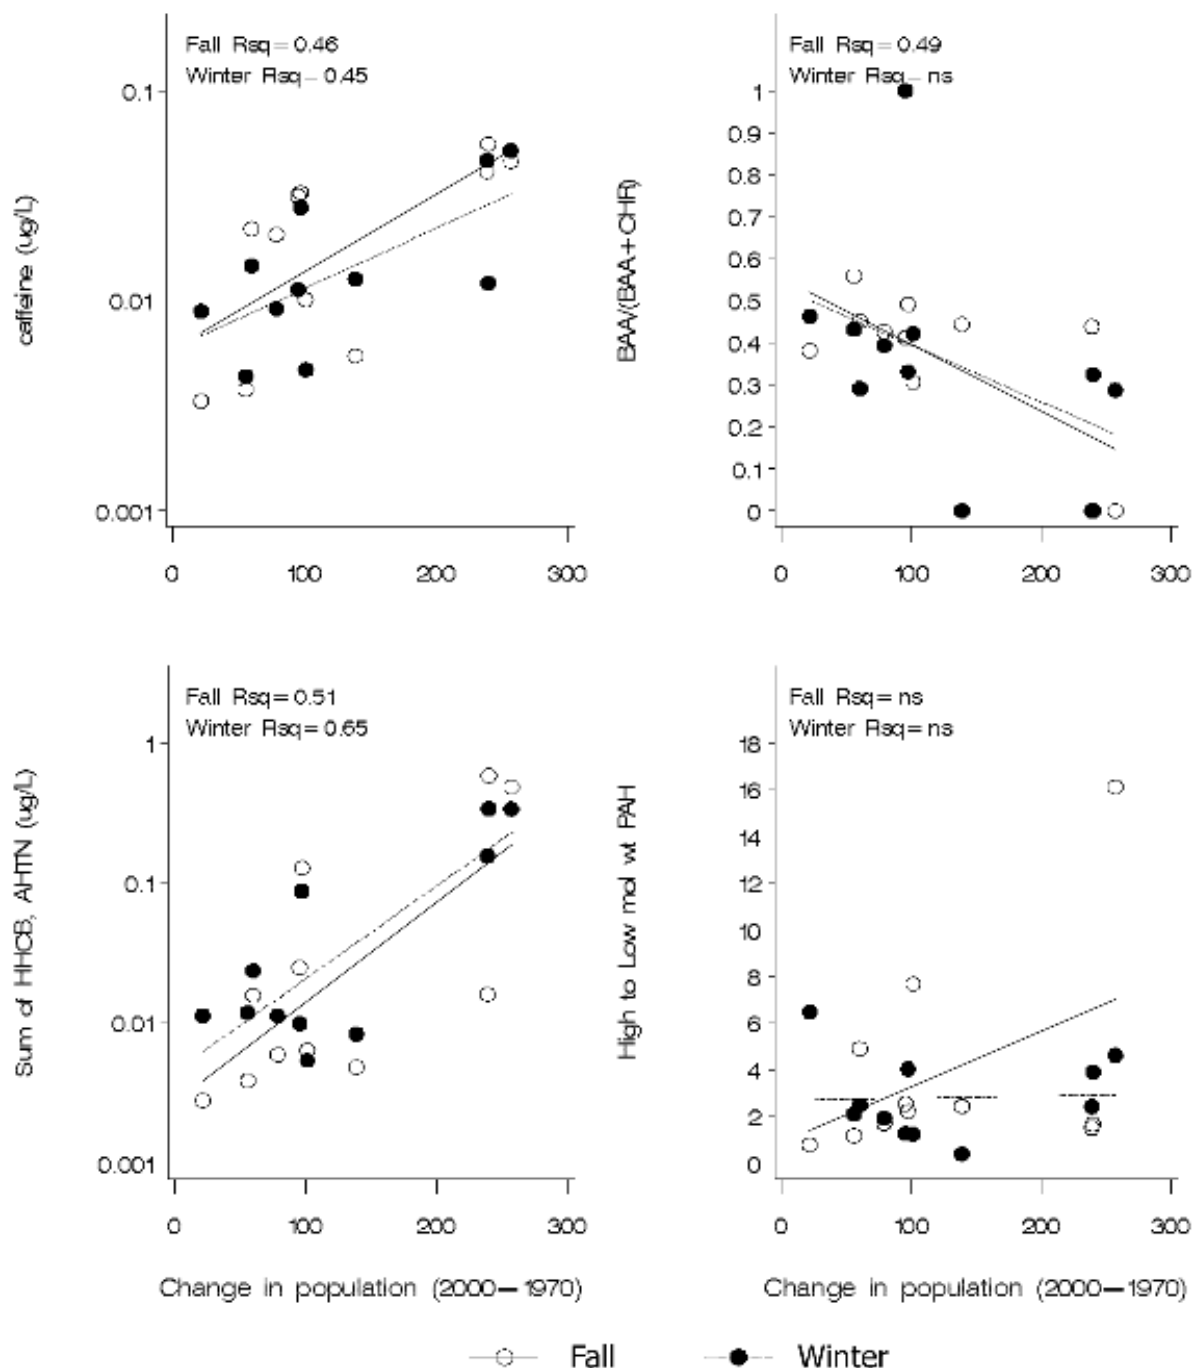 Fall Rsq=0.46
Winter Rsq=0.45
0.1
0.01
0.001
caffeine (ug/L)
0 100 200 300
Fall Rsq=0.49
Winter Rsq=ns
1
0.9
0.8
0.7
0.6
0.5
0.4
0.3
0.2
0.1
0
BAA/(BAA+CHR)
0 100 200 300
Fall Rsq=0.51
Winter Rsq=0.65
1
0.1
0.01
0.001
Sum of HHCB, AHTN (ug/L)
0 100 200 300
Change in population (2000–1970)
Fall Rsq=ns
Winter Rsq=ns
18
16
14
12
10
8
6
4
2
0
High to Low mol wt PAH
0 100 200 300
Change in population (2000–1970)
Fall Winter